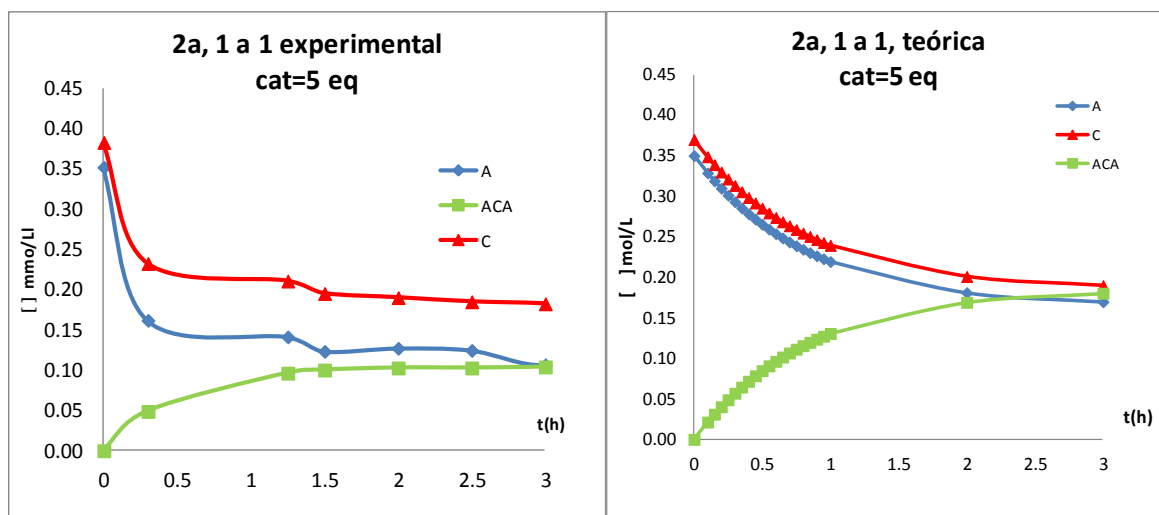 2a, 1 a 1 experimental
cat=5 eq
[ ] mmo/Ll
0.45
0.40
0.35
0.30
0.25
0.20
0.15
0.10
0.05
0.00
A
ACA
C
t(h)
0 0.5 1 1.5 2 2.5 3
2a, 1 a 1, teórica
cat=5 eq
[ ]mol/L
0.45
0.40
0.35
0.30
0.25
0.20
0.15
0.10
0.05
0.00
A
C
ACA
t(h)
0 0.5 1 1.5 2 2.5 3